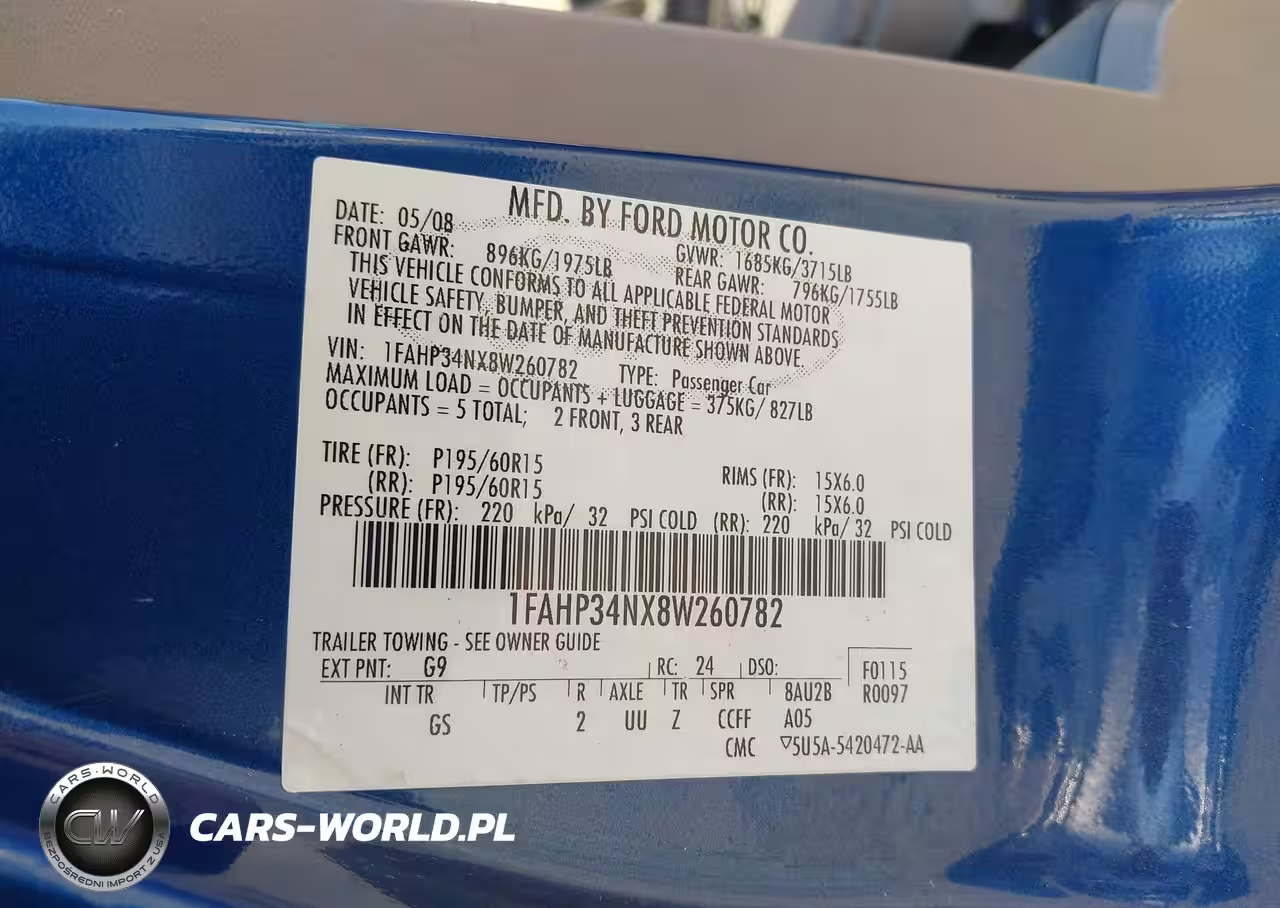 MFD. BY FORD MOTOR CO.
DATE: 05/08 GVWR: 1685KG/3715LB
FRONT GAWR: 896KG/1975LB REAR GAWR: 796KG/1755LB
THIS VEHICLE CONFORMS TO ALL APPLICABLE FEDERAL MOTOR
VEHICLE SAFETY, BUMPER, AND THEFT PREVENTION STANDARDS
IN EFFECT ON THE DATE OF MANUFACTURE SHOWN ABOVE.
VIN: 1FAHP34NX8W260782 TYPE: Passenger Car
MAXIMUM LOAD = OCCUPANTS + LUGGAGE = 375KG/ 827LB
OCCUPANTS = 5 TOTAL; 2 FRONT, 3 REAR
TIRE (FR): P195/60R15 RIMS (FR): 15X6.0
(RR): P195/60R15 (RR): 15X6.0
PRESSURE (FR): 220 kPa/ 32 PSI COLD (RR): 220 kPa/ 32 PSI COLD
1FAHP34NX8W260782
TRAILER TOWING - SEE OWNER GUIDE
EXT PNT: G9 RC: 24 DSO: F0115
INT TR TP/PS R AXLE TR SPR 8AU2B R0097
GS 2 UU Z CCFF A05
CMC ▽5U5A-5420472-AA
CARS-WORLD
CW
BEZPOŚREDNI IMPORT Z USA
CARS-WORLD.PL